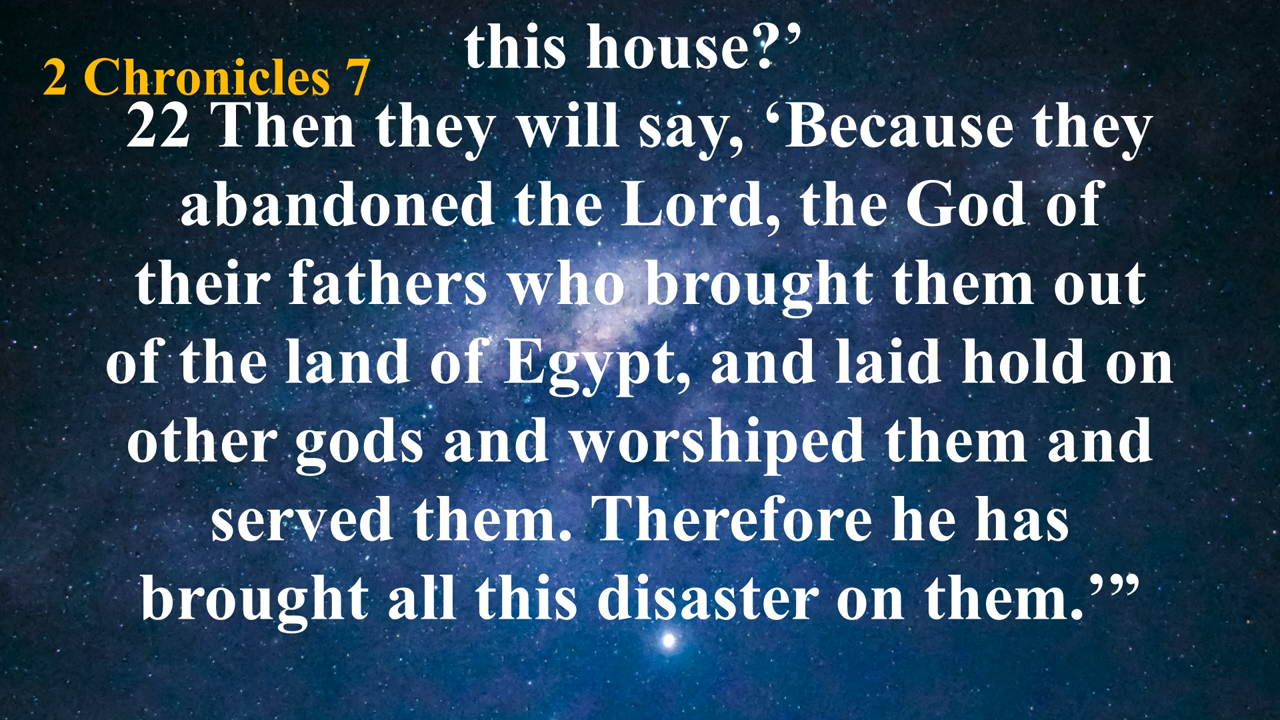 this house?’
2 Chronicles 7
22 Then they will say, ‘Because they
abandoned the Lord, the God of
their fathers who brought them out
of the land of Egypt, and laid hold on
other gods and worshiped them and
served them. Therefore he has
brought all this disaster on them.’”